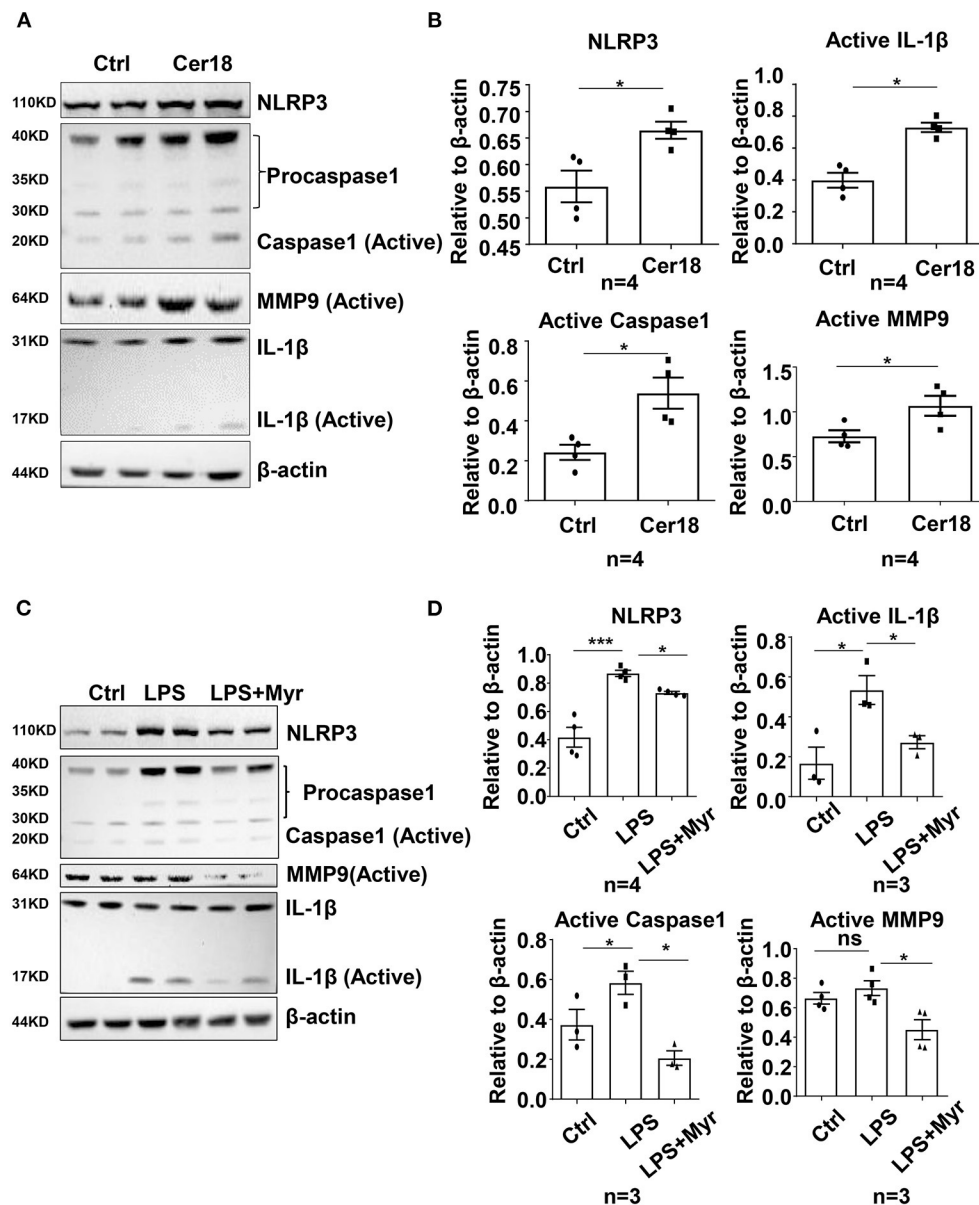 A
Ctrl Cer18
110KD NLRP3
40KD
Procaspase1
35KD
30KD
20KD Caspase1 (Active)
64KD MMP9 (Active)
31KD IL-1β
17KD IL-1β (Active)
44KD β-actin
B
NLRP3
Relative to β-actin
0.75
0.70
0.65
0.60
0.55
0.50
0.45
*
Ctrl Cer18
n=4
Active IL-1β
Relative to β-actin
1.0
0.8
0.6
0.4
0.2
0.0
*
Ctrl Cer18
n=4
Active Caspase1
Relative to β-actin
0.8
0.6
0.4
0.2
0.0
*
Ctrl Cer18
n=4
Active MMP9
Relative to β-actin
1.5
1.0
0.5
0.0
*
Ctrl Cer18
n=4
C
Ctrl LPS LPS+Myr
110KD NLRP3
40KD
35KD Procaspase1
30KD
20KD Caspase1 (Active)
64KD MMP9(Active)
31KD IL-1β
17KD IL-1β (Active)
44KD β-actin
D
NLRP3
Relative to β-actin
1.0
0.8
0.6
0.4
0.2
0.0
*** *
Ctrl LPS LPS+Myr
n=4
Active IL-1β
Relative to β-actin
0.8
0.6
0.4
0.2
0.0
* *
Ctrl LPS LPS+Myr
n=3
Active Caspase1
Relative to β-actin
0.8
0.6
0.4
0.2
0.0
* *
Ctrl LPS LPS+Myr
n=3
Active MMP9
Relative to β-actin
1.0
0.8
0.6
0.4
0.2
0.0
ns *
Ctrl LPS LPS+Myr
n=3